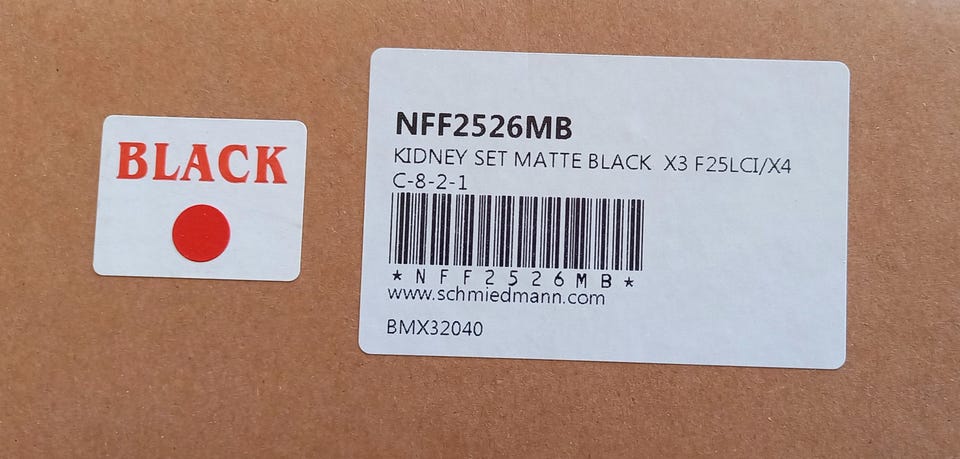 BLACK
NFF2526MB
KIDNEY SET MATTE BLACK X3 F25LCI/X4
C-8-2-1
*NFF2526MB*
www.schmiedmann.com
BMX32040